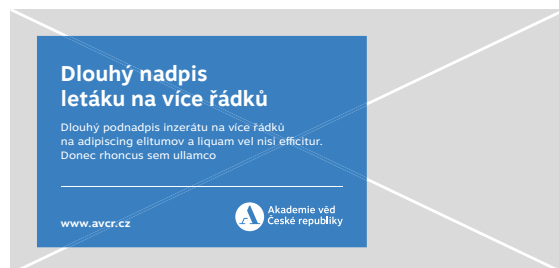 Dlouhý nadpis
letáku na více řádků
Dlouhý podnadpis inzerátu na více řádků
na adipiscing elitumov a liquam vel nisi efficitur.
Donec rhoncus sem ullamco
www.avcr.cz
Akademie věd
České republiky